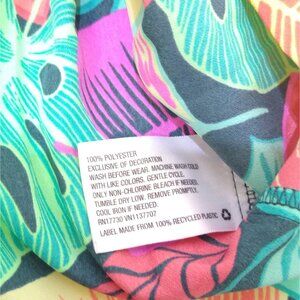 100% POLYESTER
EXCLUSIVE OF DECORATION
WASH BEFORE WEAR. MACHINE WASH COLD
WITH LIKE COLORS. GENTLE CYCLE.
ONLY NON-CHLORINE BLEACH IF NEEDED.
TUMBLE DRY LOW. REMOVE PROMPTLY.
COOL IRON IF NEEDED.
RN17730 VN1137707
LABEL MADE FROM 100% RECYCLED PLASTIC